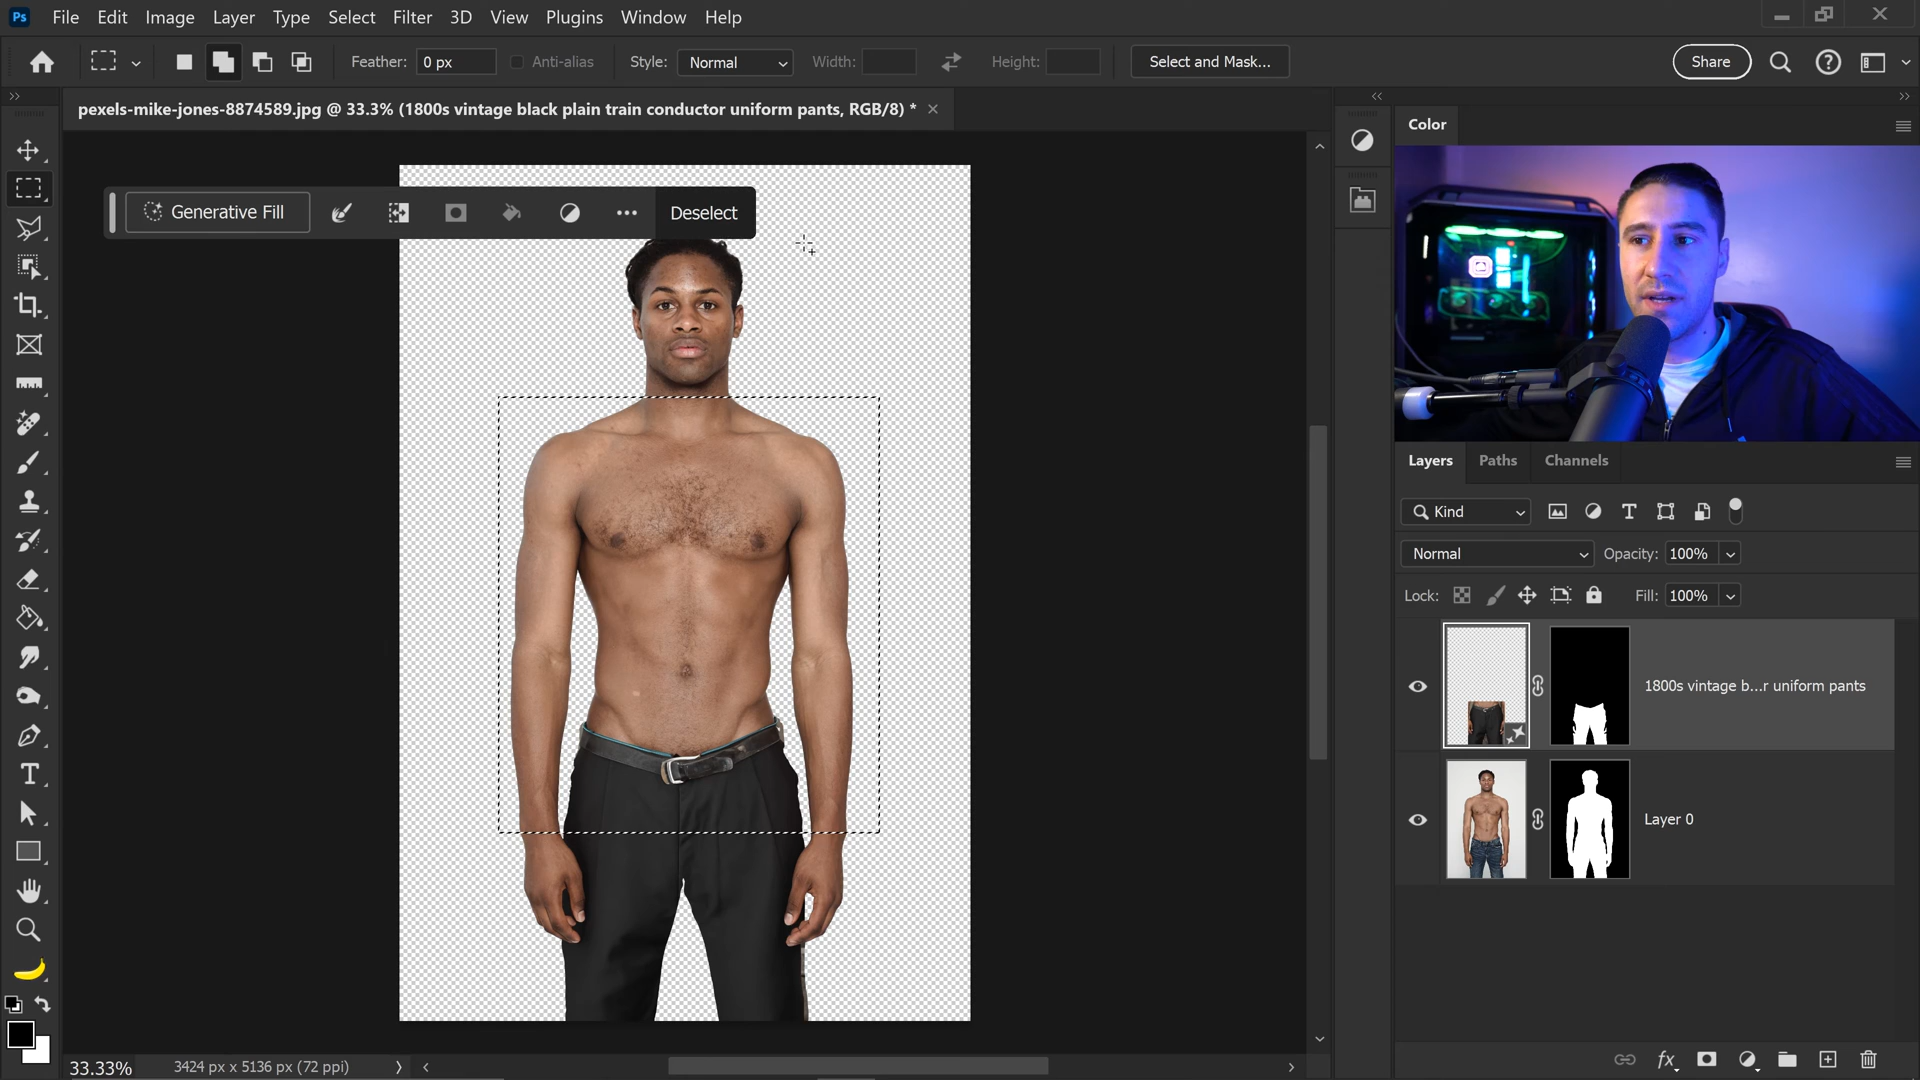 Ps File Edit Image Layer Type Select Filter 3D View Plugins Window Help
Feather: 0 px Anti-alias Style: Normal Width: Height: Select and Mask... Share
pexels-mike-jones-8874589.jpg @ 33.3% (1800s vintage black plain train conductor uniform pants, RGB/8) *
Color
Generative Fill Deselect
Layers Paths Channels
Kind
Normal Opacity: 100%
Lock: Fill: 100%
1800s vintage b...r uniform pants
Layer 0
33.33% 3424 px x 5136 px (72 ppi)
fx